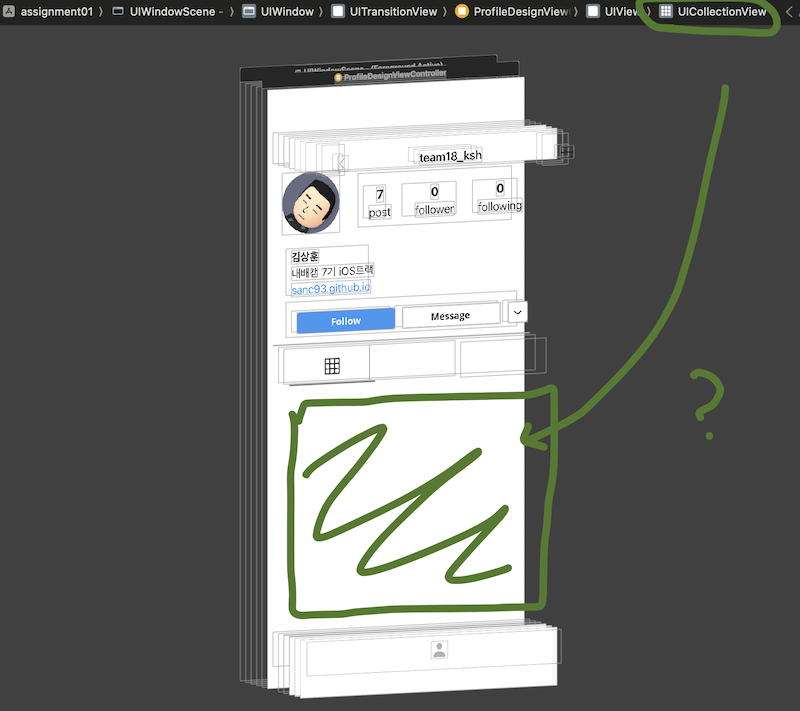 assignment01 〉 UIWindowScene – 〉 UIWindow 〉 UITransitionView 〉 ProfileDesignView 〉 UIView 〉 UICollectionView
UIWindowScene - (Foreground Active)
ProfileDesignViewController
team18_ksh
7 0 0
post follower following
김상훈
내배캠 7기 iOS트랙
sanc93.github.io
Follow Message
?